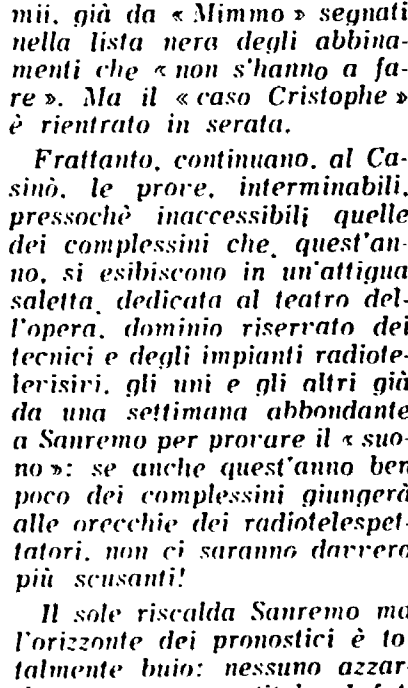 mii, già da « Mimmo » segnati
nella lista nera degli abbina-
menti che « non s'hanno a fa-
re ». Ma il « caso Cristophe »
è rientrato in serata.
Frattanto, continuano, al Ca-
sinò, le prove, interminabili,
pressochè inaccessibili quelle
dei complessini che, quest'an-
no, si esibiscono in un'attigua
saletta, dedicata al teatro del-
l'opera, dominio riservato dei
tecnici e degli impianti radiote-
levisivi, gli uni e gli altri già
da una settimana abbondante
a Sanremo per provare il « suo-
no »: se anche quest'anno ben
poco dei complessini giungerà
alle orecchie dei radiotelespet-
tatori, non ci saranno davvero
più scusanti!
Il sole riscalda Sanremo ma
l'orizzonte dei pronostici è to
talmente buio: nessuno azzar-